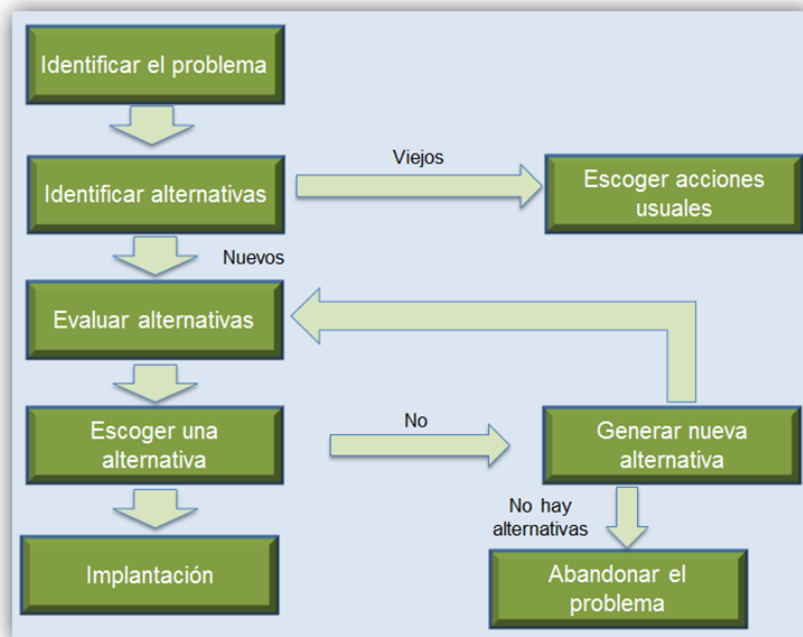 Identificar el problema
Viejos
Identificar alternativas
Escoger acciones
usuales
Nuevos
Evaluar alternativas
Escoger una
alternativa
No
Generar nueva
alternativa
No hay
alternativas
Implantación
Abandonar el
problema